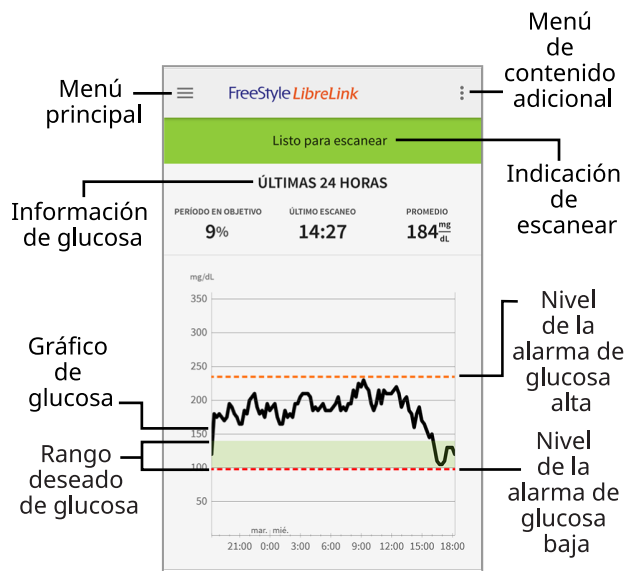 Menú
principal
FreeStyle LibreLink
Menú
de
contenido
adicional
Listo para escanear
Indicación
de
escanear
ÚLTIMAS 24 HORAS
Información
de glucosa
PERÍODO EN OBJETIVO
9%
ÚLTIMO ESCANEO
14:27
PROMEDIO
184 mg/dL
mg/dL
350
300
250
200
150
100
50
mar. mié.
21:00 0:00 3:00 6:00 9:00 12:00 15:00 18:00
Gráfico
de
glucosa
Rango
deseado
de glucosa
Nivel
de la
alarma de
glucosa
alta
Nivel
de la
alarma de
glucosa
baja